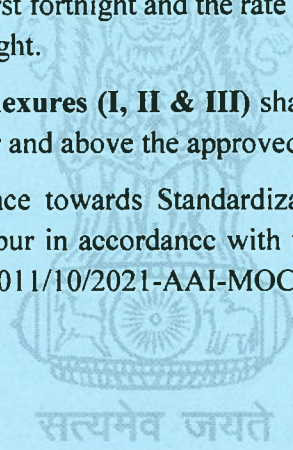 rst fortnight and the rate
ght.
exures (I, II & III) sha
r and above the approved
ce towards Standardiza
our in accordance with
011/10/2021-AAI-MOC
सत्यमेव जयते